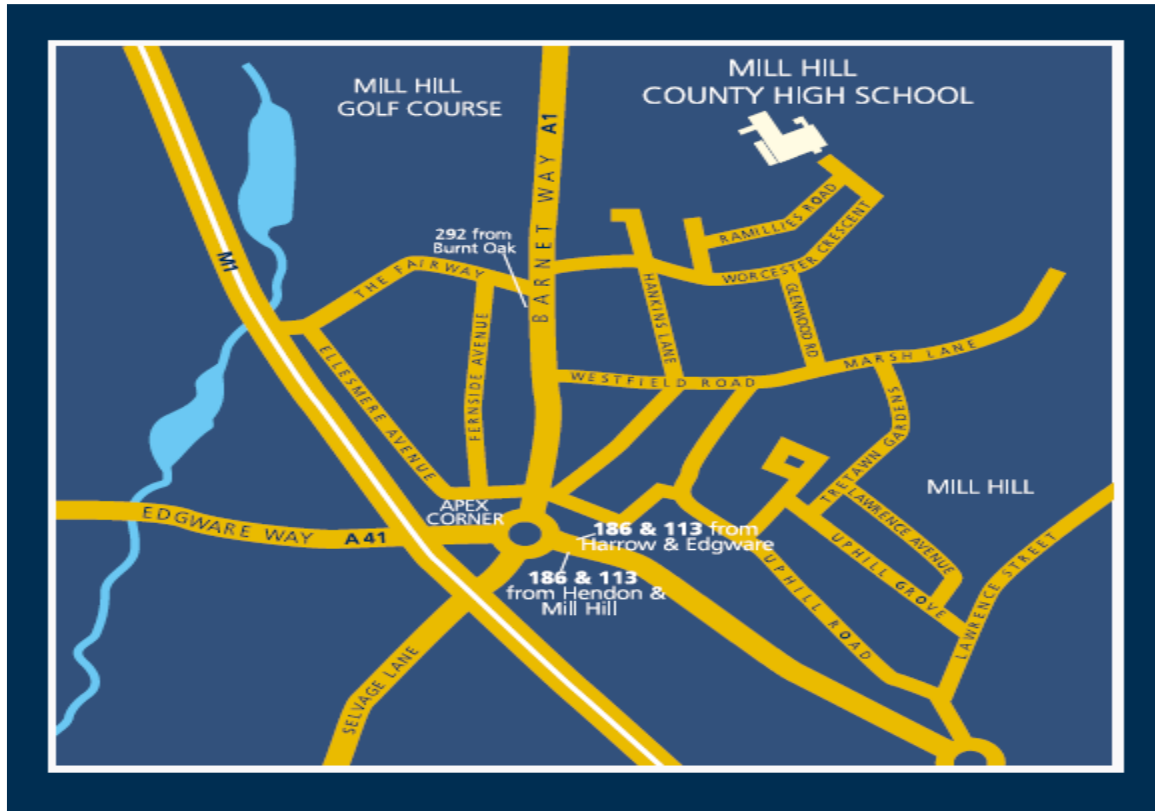 MILL HILL
GOLF COURSE
MILL HILL
COUNTY HIGH SCHOOL
BARNET WAY A1
M1
292 from
Burnt Oak
THE FAIRWAY
RAMILLIES ROAD
WORCESTER CRESCENT
HANKINS LANE
GLENWOOD RD
ELLESMERE AVENUE
FERNSIDE AVENUE
WESTFIELD ROAD
MARSH LANE
TRETAWN GARDENS
MILL HILL
LAWRENCE AVENUE
APEX
CORNER
EDGWARE WAY A41
186 & 113 from
Harrow & Edgware
186 & 113
from Hendon &
Mill Hill
UPHILL GROVE
UPHILL ROAD
LAWRENCE STREET
SELVAGE LANE